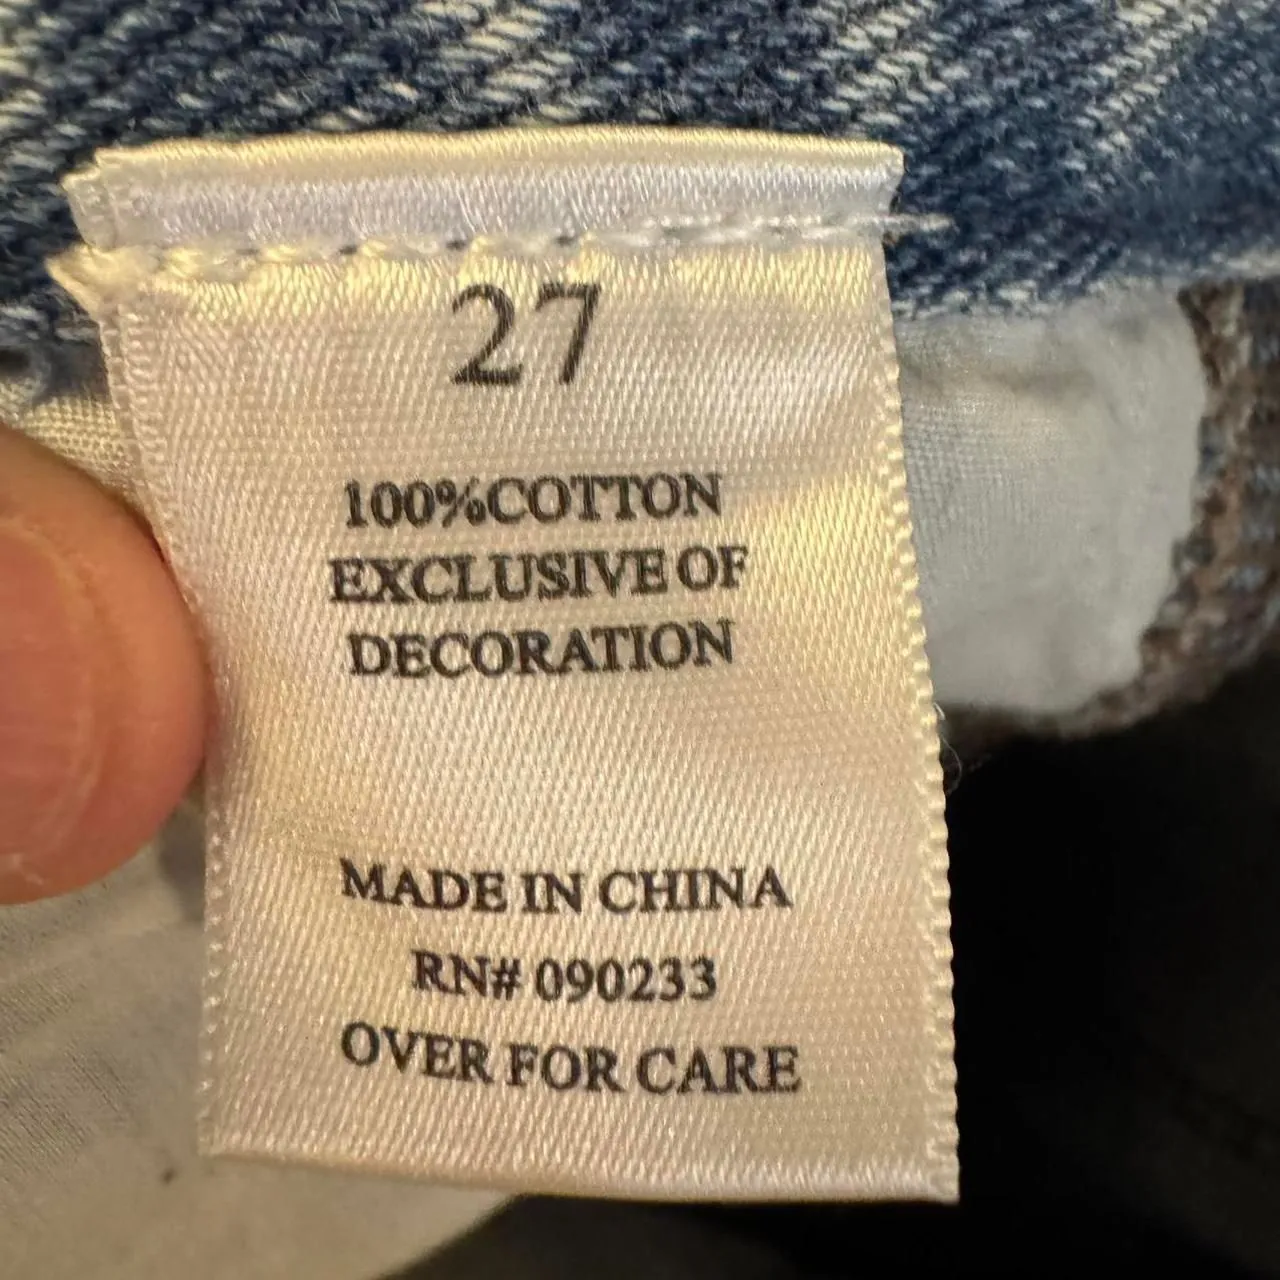 27
100%COTTON
EXCLUSIVE OF
DECORATION
MADE IN CHINA
RN# 090233
OVER FOR CARE